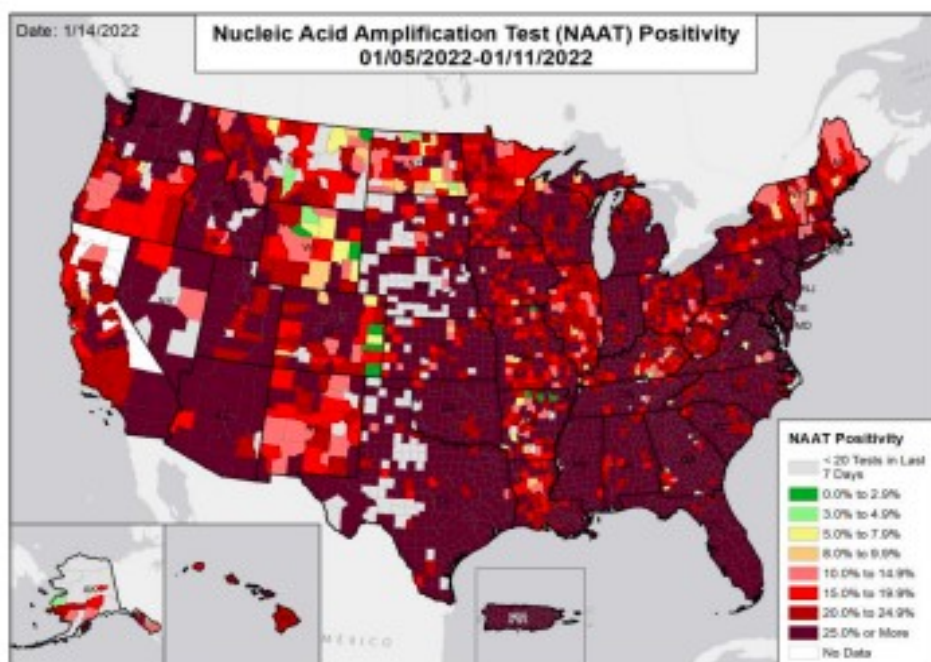 Date: 1/14/2022
Nucleic Acid Amplification Test (NAAT) Positivity
01/05/2022-01/11/2022
NJ
DE
MD
NAAT Positivity
< 20 Tests in Last
7 Days
0.0% to 2.9%
3.0% to 4.9%
5.0% to 7.9%
8.0% to 9.9%
10.0% to 14.9%
15.0% to 19.9%
20.0% to 24.9%
25.0% or More
No Data
MÉXICO